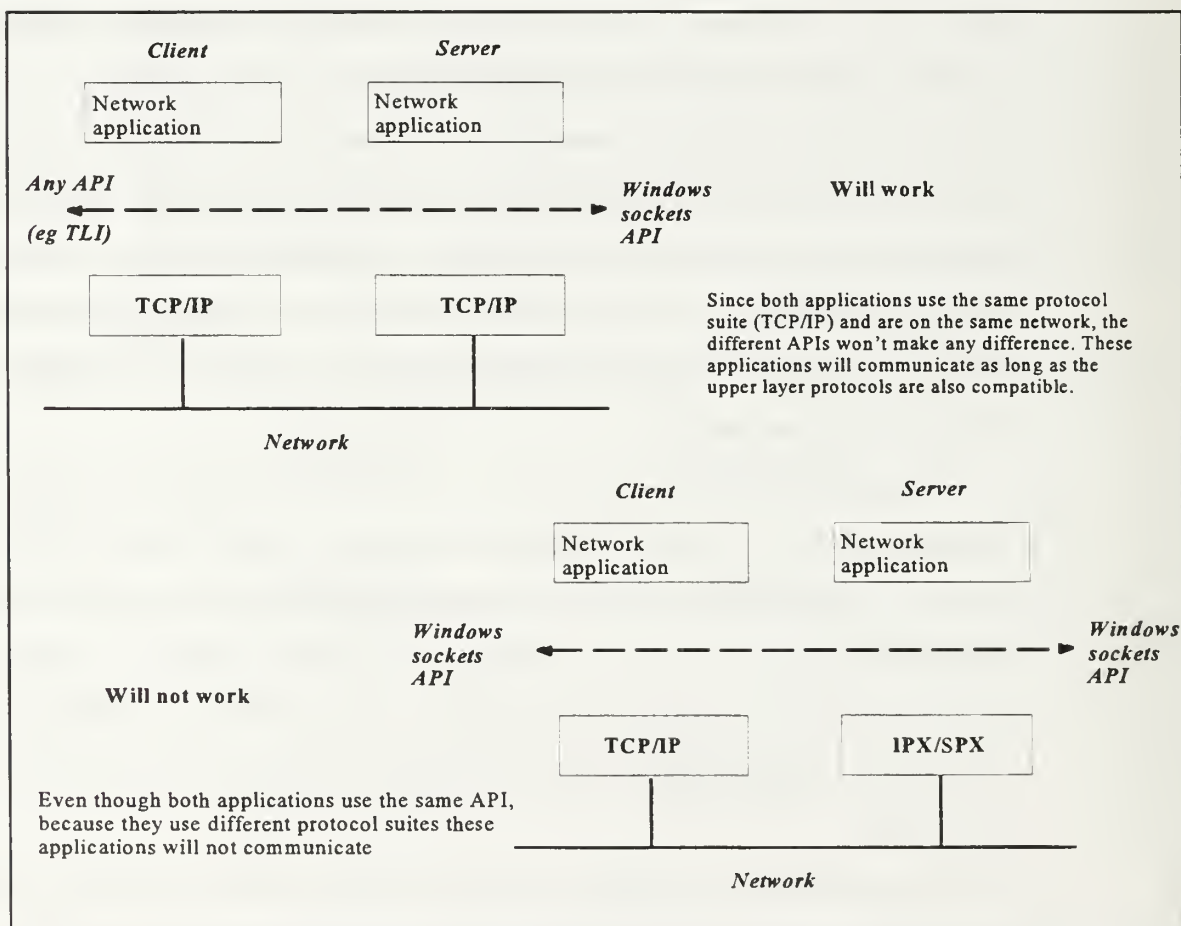 Client
Server
Network
application
Network
application
Any API
(eg TLI)
Windows
sockets
API
Will work
TCP/IP
TCP/IP
Since both applications use the same protocol
suite (TCP/IP) and are on the same network, the
different APIs won't make any difference. These
applications will communicate as long as the
upper layer protocols are also compatible.
Network
Client
Server
Network
application
Network
application
Windows
sockets
API
Windows
sockets
API
Will not work
TCP/IP
IPX/SPX
Even though both applications use the same API,
because they use different protocol suites these
applications will not communicate
Network